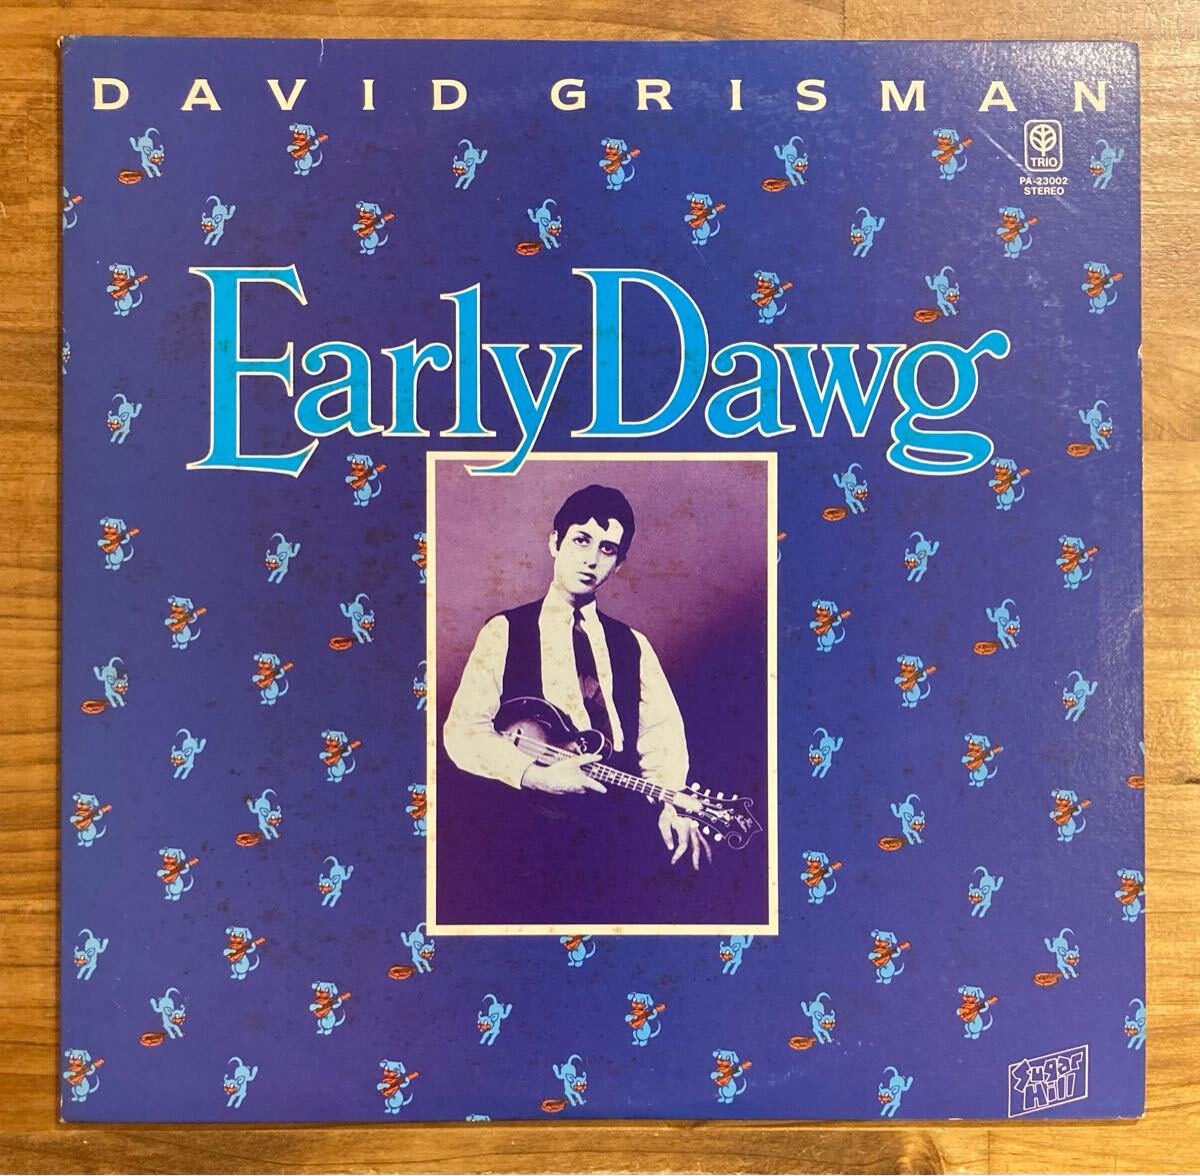 DAVID GRISMAN
TRIO
PA-23002
STEREO
Early Dawg
Sugar
Hill